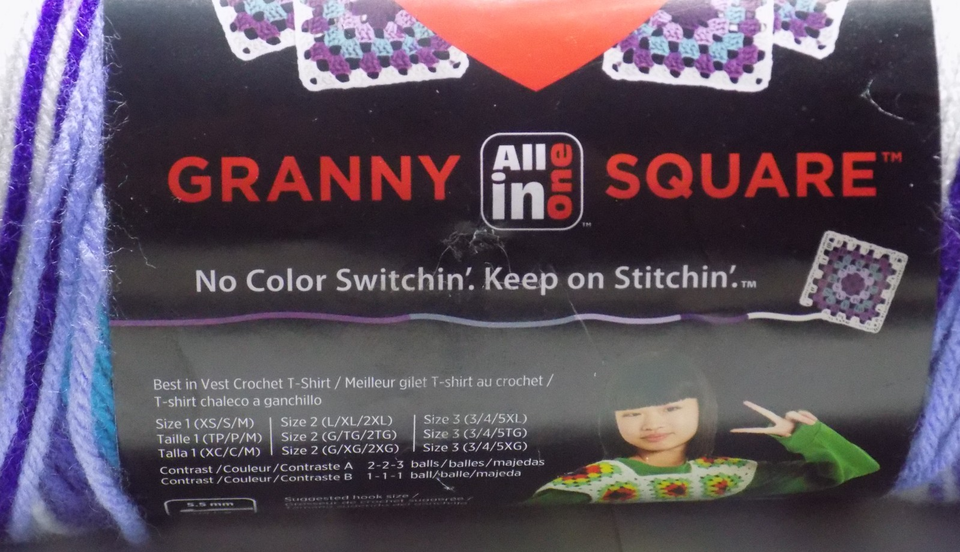 GRANNY All in one SQUARE™
™
No Color Switchin'. Keep on Stitchin'.™
Best in Vest Crochet T-Shirt / Meilleur gilet T-shirt au crochet /
T-shirt chaleco a ganchillo
Size 1 (XS/S/M) Size 2 (L/XL/2XL) Size 3 (3/4/5XL)
Taille 1 (TP/P/M) Size 2 (G/TG/2TG) Size 3 (3/4/5TG)
Talla 1 (XC/C/M) Size 2 (G/XG/2XG) Size 3 (3/4/5XG)
Contrast /Couleur /Contraste A 2-2-3 balls/balles/majedas
Contrast /Couleur /Contraste B 1-1-1 ball/balle/majeda
5.5 mm Suggested hook size /